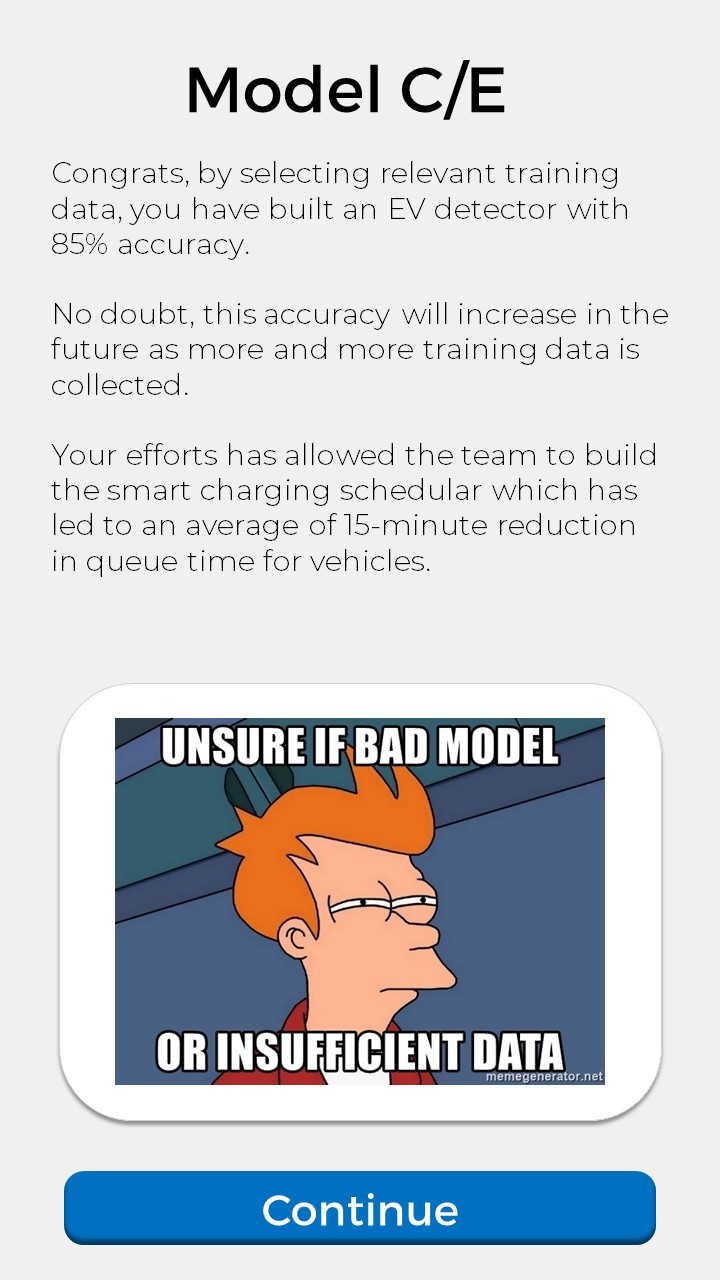 Model C/E
Congrats, by selecting relevant training
data, you have built an EV detector with
85% accuracy.
No doubt, this accuracy will increase in the
future as more and more training data is
collected.
Your efforts has allowed the team to build
the smart charging schedular which has
led to an average of 15-minute reduction
in queue time for vehicles.
UNSURE IF BAD MODEL
OR INSUFFICIENT DATA
memegenerator.net
Continue